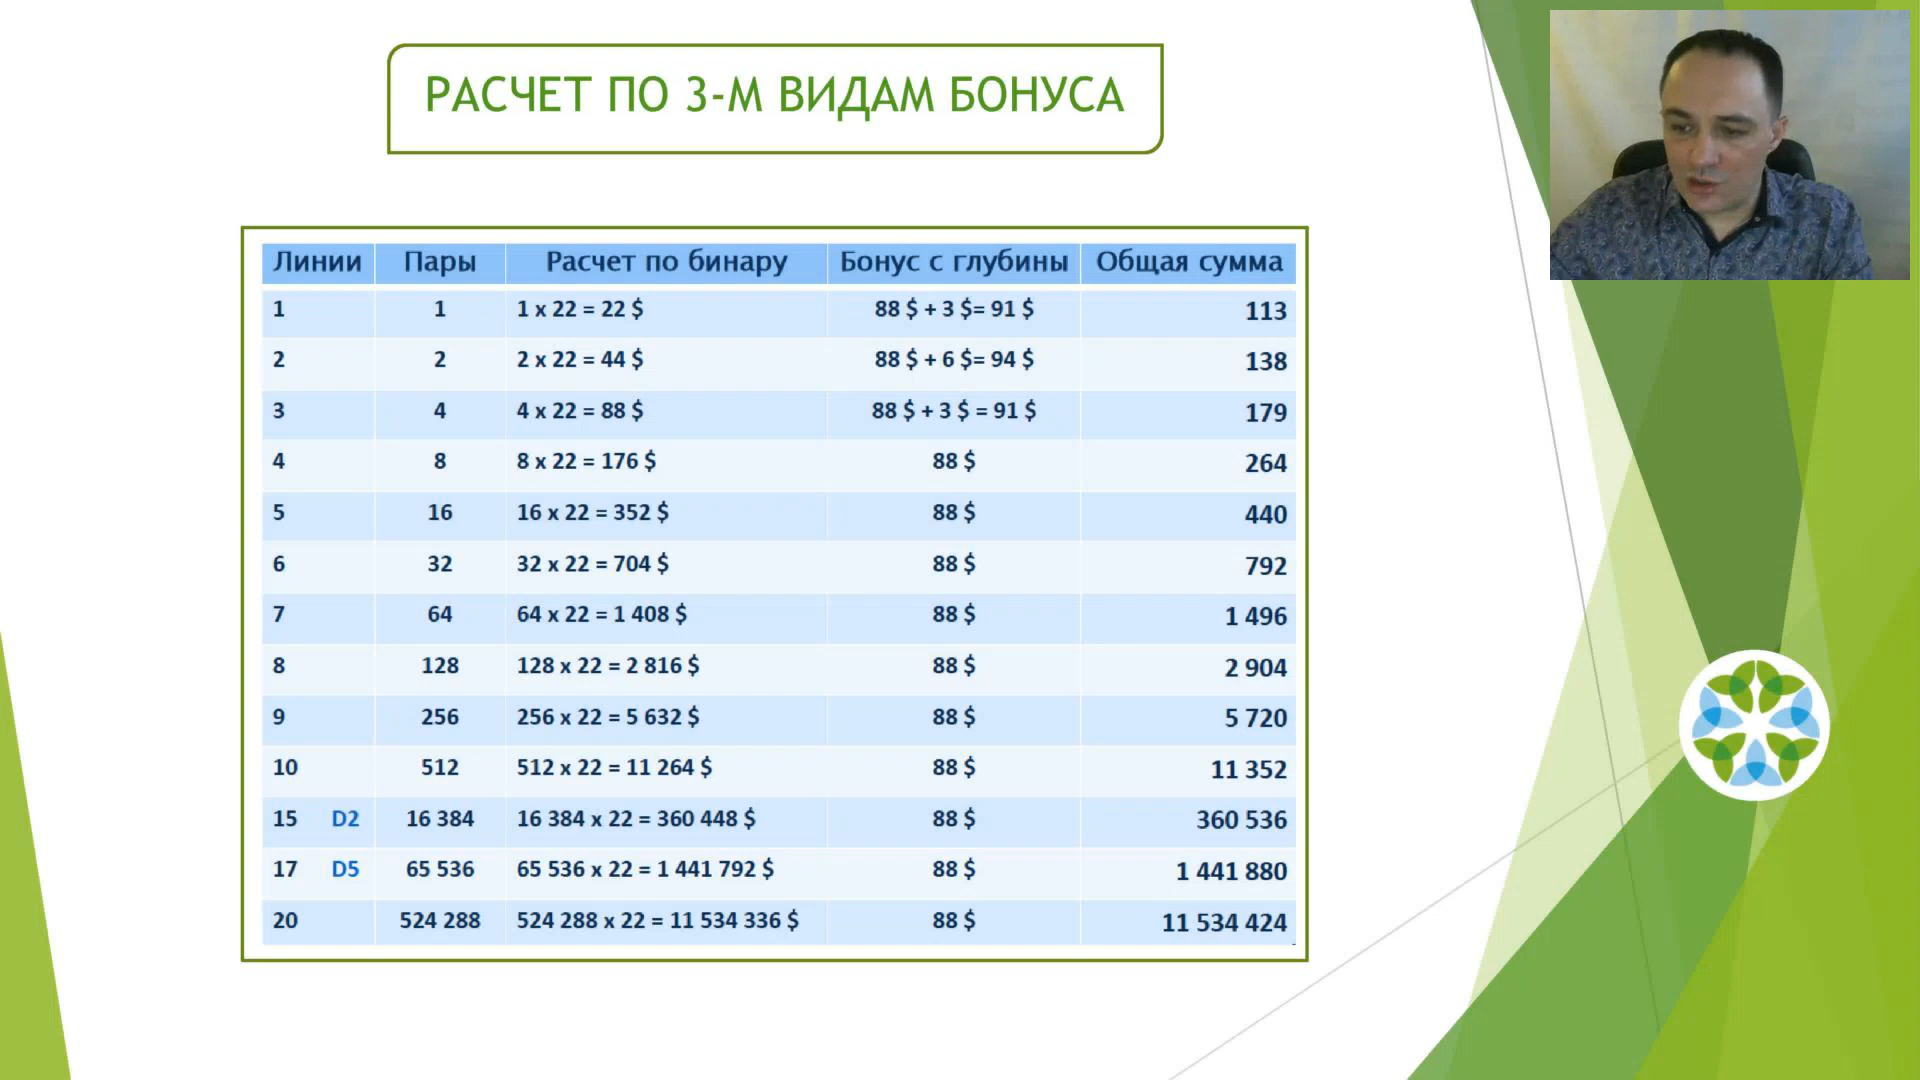 РАСЧЕТ ПО 3-М ВИДАМ БОНУСА
Линии Пары Расчет по бинару Бонус с глубины Общая сумма
1 1 1 x 22 = 22 $ 88 $ + 3 $= 91 $ 113
2 2 2 x 22 = 44 $ 88 $ + 6 $= 94 $ 138
3 4 4 x 22 = 88 $ 88 $ + 3 $ = 91 $ 179
4 8 8 x 22 = 176 $ 88 $ 264
5 16 16 x 22 = 352 $ 88 $ 440
6 32 32 x 22 = 704 $ 88 $ 792
7 64 64 x 22 = 1 408 $ 88 $ 1 496
8 128 128 x 22 = 2 816 $ 88 $ 2 904
9 256 256 x 22 = 5 632 $ 88 $ 5 720
10 512 512 x 22 = 11 264 $ 88 $ 11 352
15 D2 16 384 16 384 x 22 = 360 448 $ 88 $ 360 536
17 D5 65 536 65 536 x 22 = 1 441 792 $ 88 $ 1 441 880
20 524 288 524 288 x 22 = 11 534 336 $ 88 $ 11 534 424